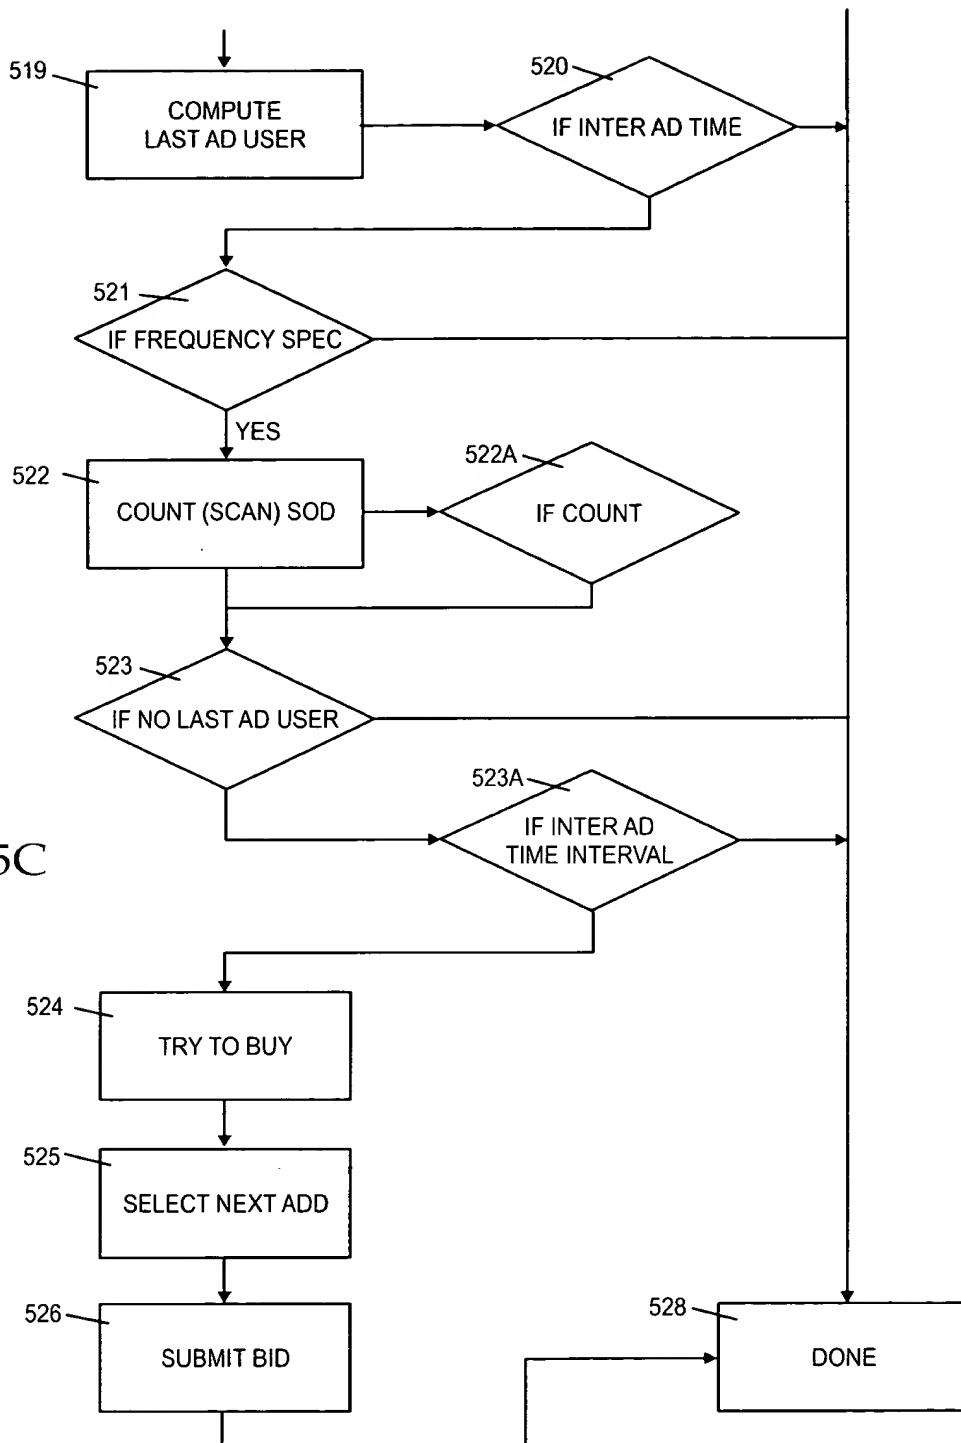 519
COMPUTE
LAST AD USER
520
IF INTER AD TIME
521
IF FREQUENCY SPEC
YES
522
COUNT (SCAN) SOD
522A
IF COUNT
523
IF NO LAST AD USER
523A
IF INTER AD
TIME INTERVAL
5C
524
TRY TO BUY
525
SELECT NEXT ADD
526
SUBMIT BID
528
DONE